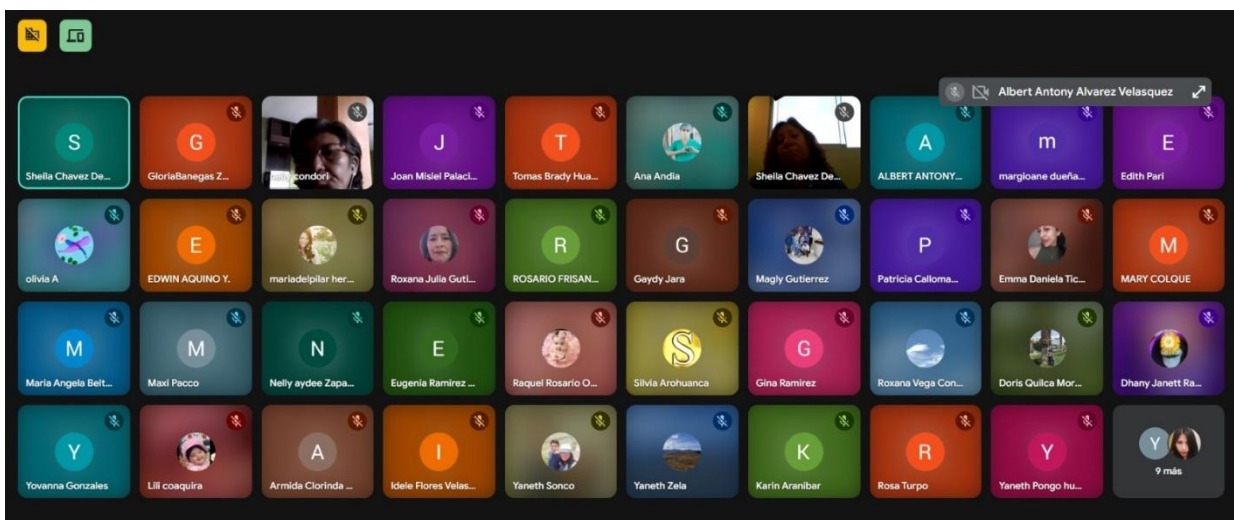 Albert Antony Alvarez Velasquez
S
Sheila Chavez De...
G
GloriaBanegas Z...
condori
J
Joan Misiel Palaci...
T
Tomas Brady Hua...
Ana Andia
Sheila Chavez De...
A
ALBERT ANTONY...
m
margioane dueña...
E
Edith Pari
olivia A
E
EDWIN AQUINO Y.
mariadelpilar her...
Roxana Julia Guti...
R
ROSARIO FRISAN...
G
Gaydy Jara
Magly Gutierrez
P
Patricia Calloma...
Emma Daniela Tic...
M
MARY COLQUE
M
Maria Angela Belt...
M
Maxi Pacco
N
Nelly aydee Zapa...
E
Eugenia Ramirez ...
Raquel Rosario O...
S
Silvia Arohuanca
G
Gina Ramirez
Roxana Vega Con...
Doris Quilca Mor...
Dhany Janett Ra...
Y
Yovanna Gonzales
Lili coaquira
A
Armida Clorinda ...
I
Idele Flores Velas...
Yaneth Sonco
Yaneth Zela
K
Karin Aranibar
R
Rosa Turpo
Y
Yaneth Pongo hu...
Y
9 más